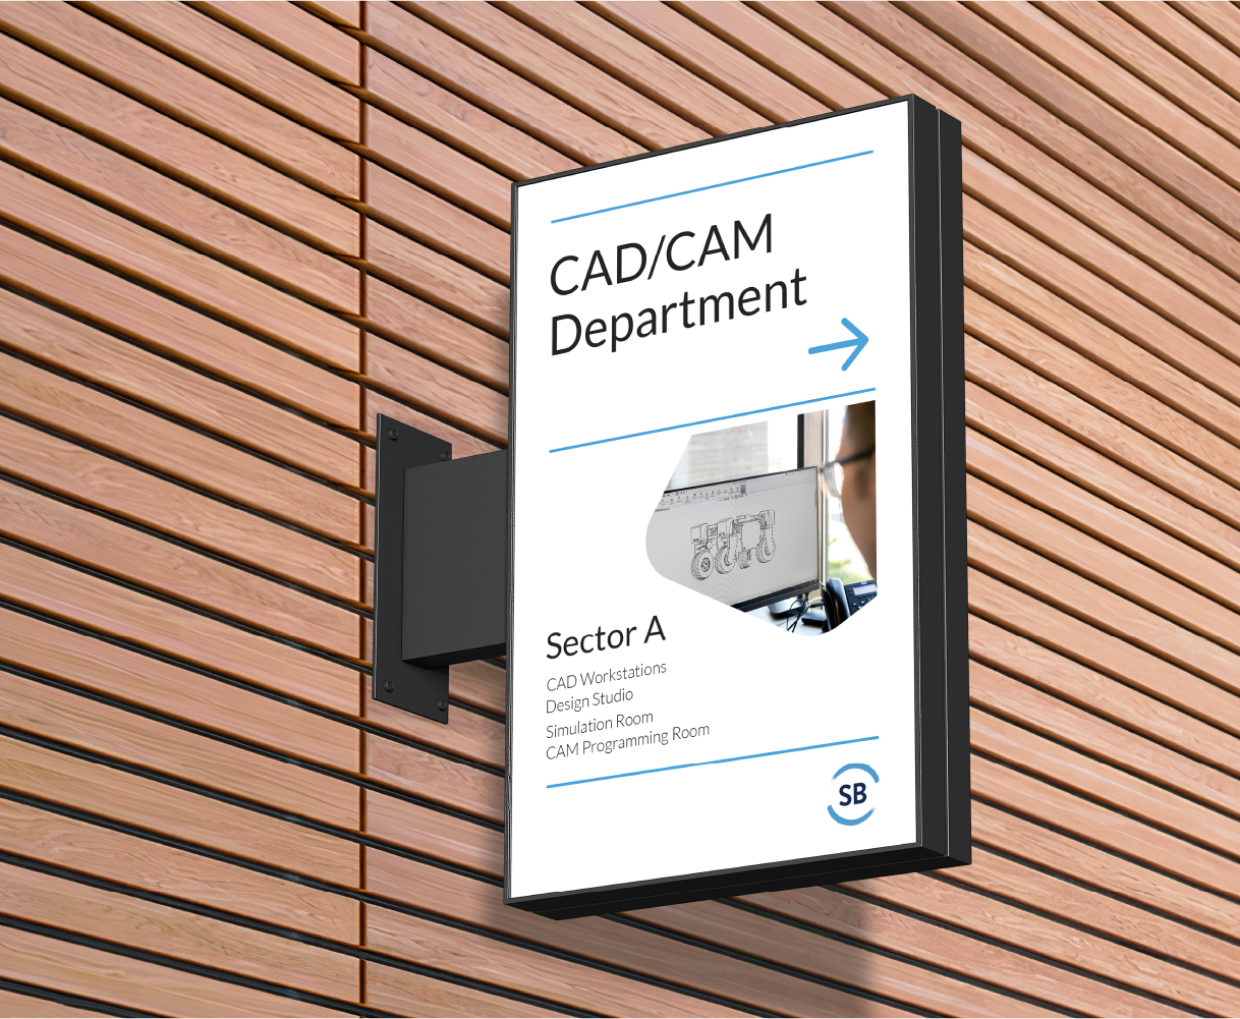 CAD/CAM
Department
Sector A
CAD Workstations
Design Studio
Simulation Room
CAM Programming Room
SB